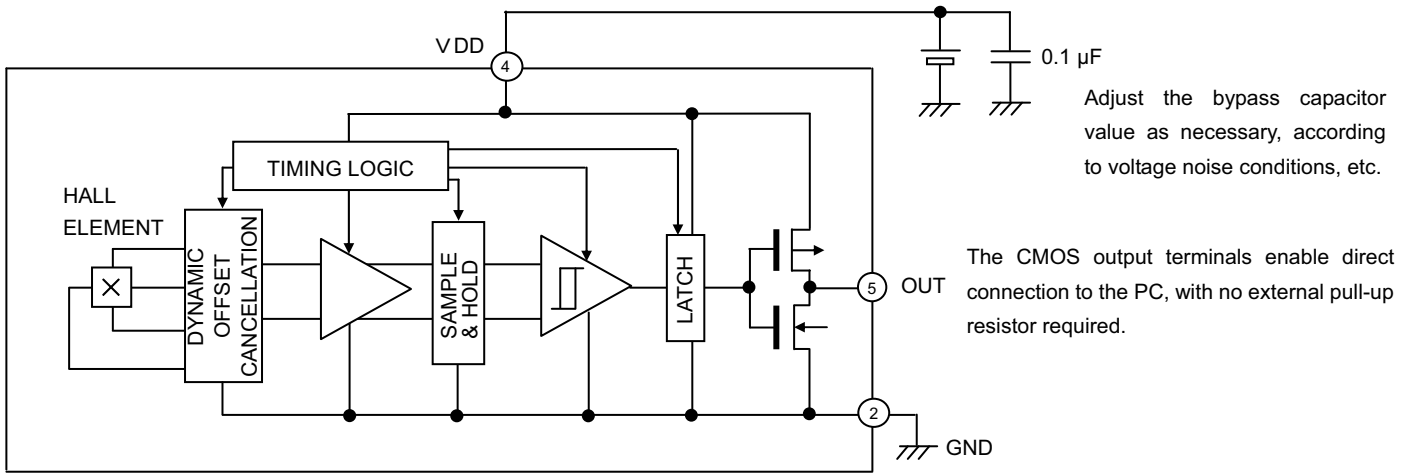 VDD
4
0.1 µF
Adjust the bypass capacitor
value as necessary, according
to voltage noise conditions, etc.
TIMING LOGIC
HALL
ELEMENT
DYNAMIC
OFFSET
CANCELLATION
SAMPLE
& HOLD
LATCH
5
OUT
The CMOS output terminals enable direct
connection to the PC, with no external pull-up
resistor required.
2
GND